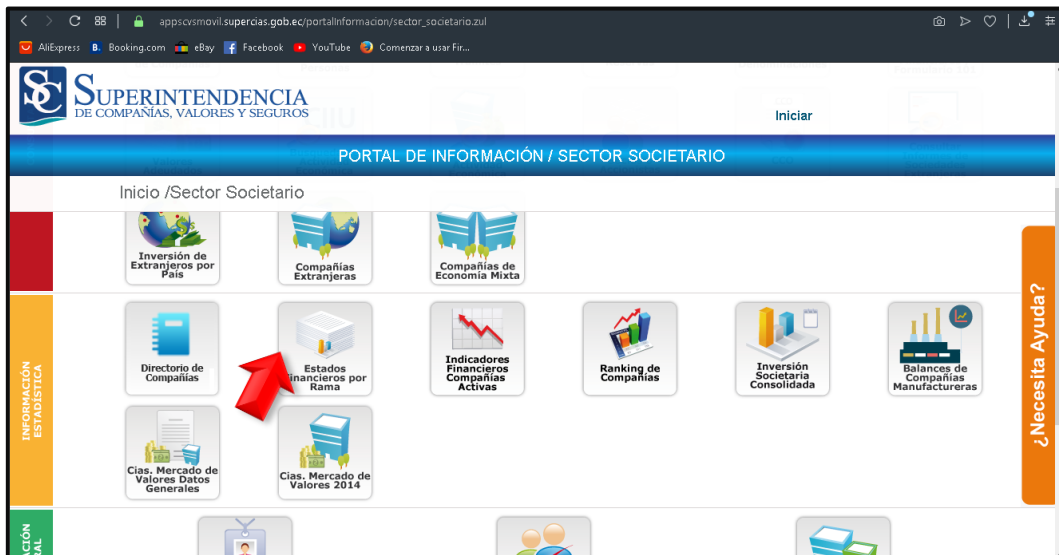 appscvsmovil.supercias.gob.ec/portalInformacion/sector_societario.zul
AliExpress B. Booking.com eBay Facebook YouTube Comenzar a usar Fir...
SC SUPERINTENDENCIA
DE COMPAÑÍAS, VALORES Y SEGUROS
Iniciar
PORTAL DE INFORMACIÓN / SECTOR SOCIETARIO
Inicio /Sector Societario
Inversión de
Extranjeros por
País
Compañías
Extranjeras
Compañías de
Economía Mixta
INFORMACIÓN
ESTADÍSTICA
Directorio de
Compañías
Estados
Financieros por
Rama
Indicadores
Financieros
Compañías
Activas
Ranking de
Compañías
Inversión
Societaria
Consolidada
Balances de
Compañías
Manufactureras
Cias. Mercado de
Valores Datos
Generales
Cias. Mercado de
Valores 2014
¿Necesita Ayuda?